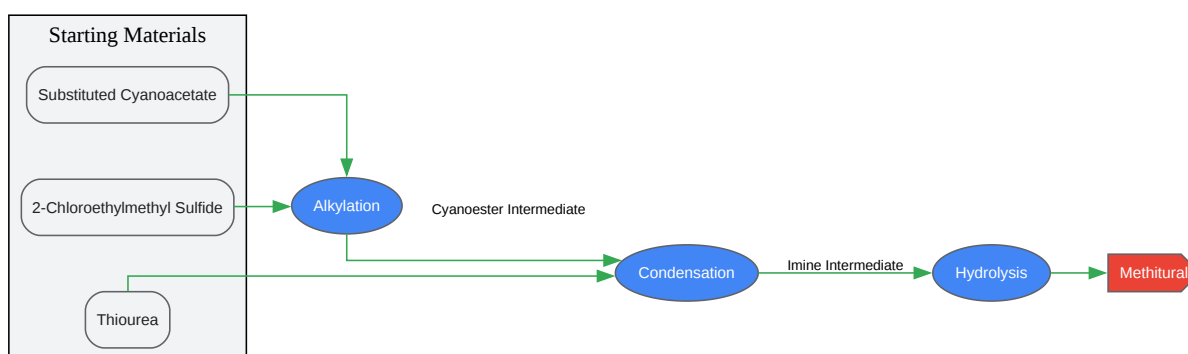 Starting Materials
Substituted Cyanoacetate
2-Chloroethylmethyl Sulfide
Alkylation
Cyanoester Intermediate
Thiourea
Condensation
Imine Intermediate
Hydrolysis
Methitural